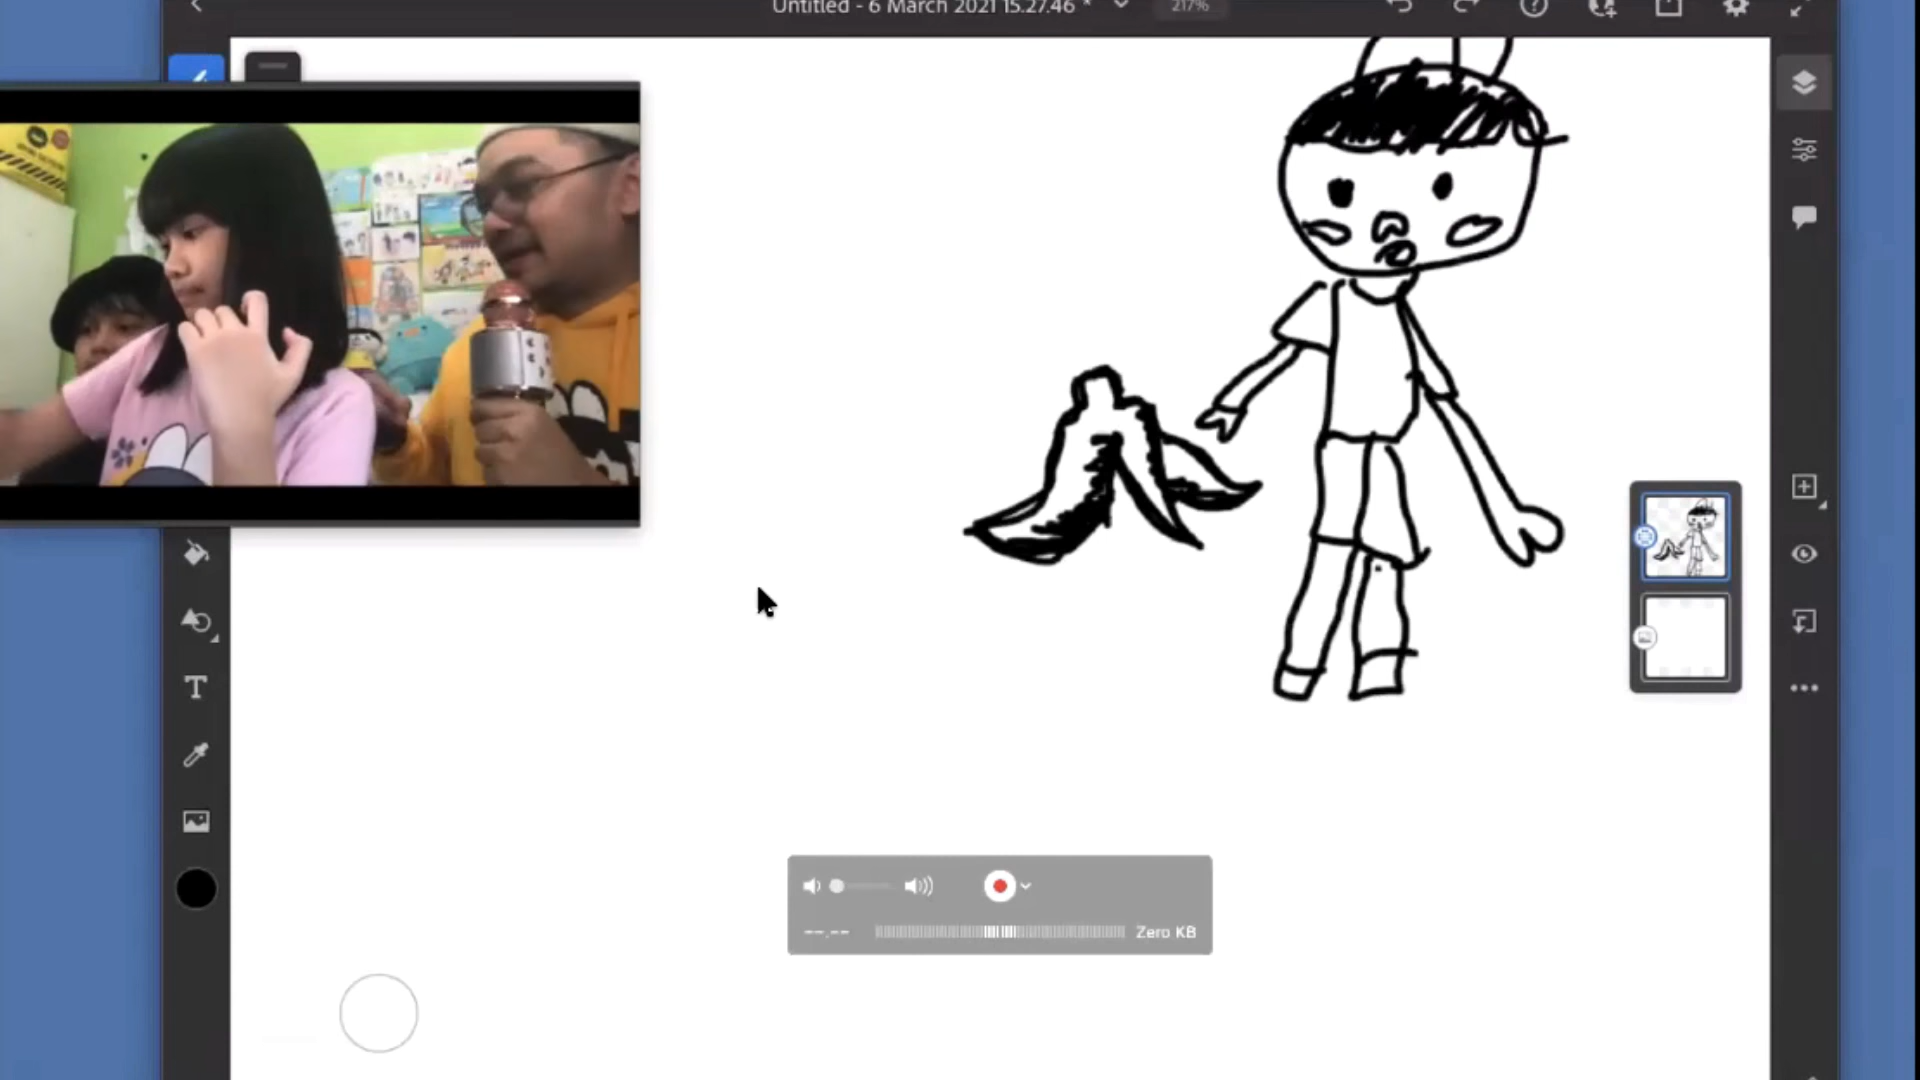 Untitled - 6 March 2021 15.27.46 *
217%
T
--.--
Zero KB